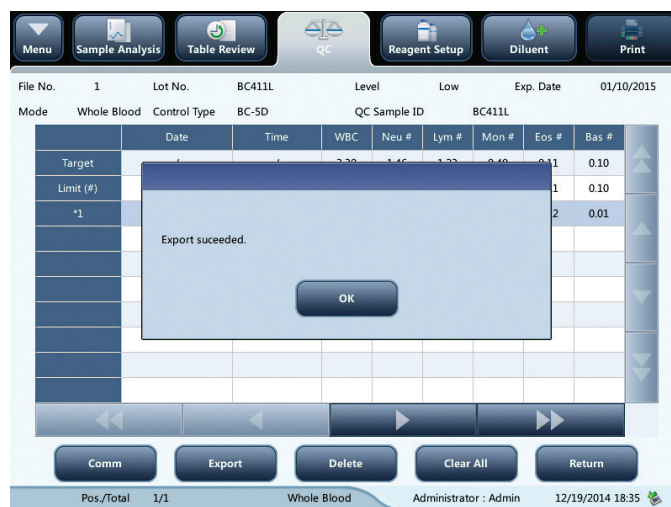 Menu Sample Analysis Table Review QC Reagent Setup Diluent Print
File No. 1 Lot No. BC411L Level Low Exp. Date 01/10/2015
Mode Whole Blood Control Type BC-5D QC Sample ID BC411L
Date Time WBC Neu # Lym # Mon # Eos # Bas #
Target / / 0.10
Limit (#) 0.10
*1 0.01
Export suceeded.
OK
Comm Export Delete Clear All Return
Pos./Total 1/1 Whole Blood Administrator : Admin 12/19/2014 18:35